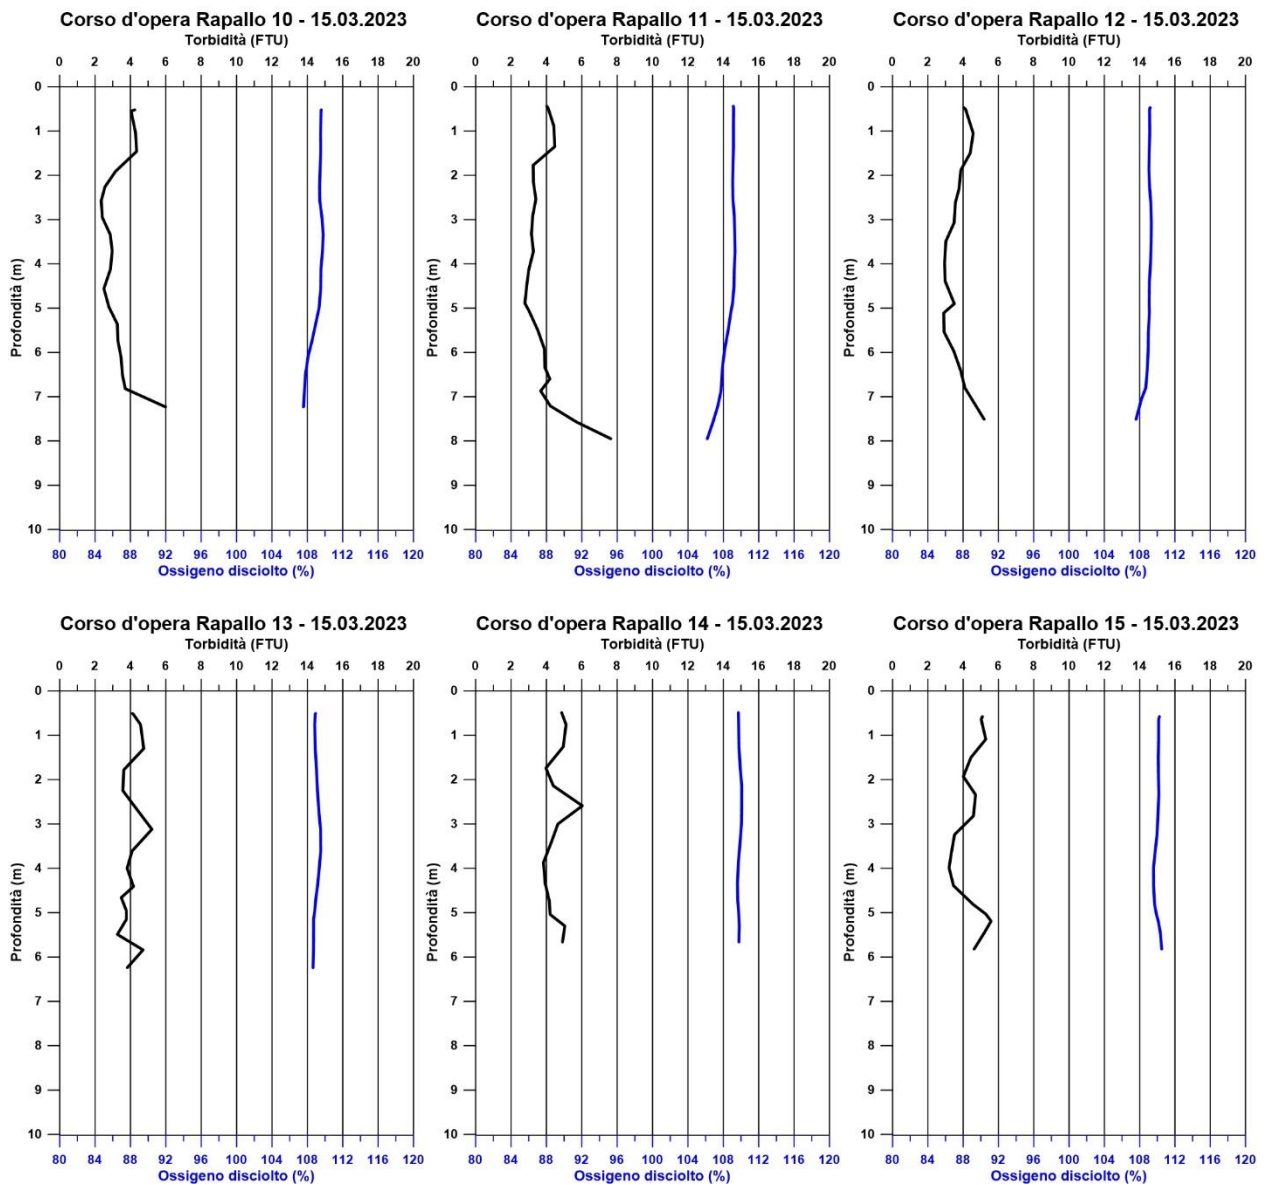 Corso d'opera Rapallo 10 - 15.03.2023
Torbidità (FTU)
0 2 4 6 8 10 12 14 16 18 20
Profondità (m)
0
1
2
3
4
5
6
7
8
9
10
80 84 88 92 96 100 104 108 112 116 120
Ossigeno disciolto (%)
Corso d'opera Rapallo 11 - 15.03.2023
Torbidità (FTU)
0 2 4 6 8 10 12 14 16 18 20
Profondità (m)
0
1
2
3
4
5
6
7
8
9
10
80 84 88 92 96 100 104 108 112 116 120
Ossigeno disciolto (%)
Corso d'opera Rapallo 12 - 15.03.2023
Torbidità (FTU)
0 2 4 6 8 10 12 14 16 18 20
Profondità (m)
0
1
2
3
4
5
6
7
8
9
10
80 84 88 92 96 100 104 108 112 116 120
Ossigeno disciolto (%)
Corso d'opera Rapallo 13 - 15.03.2023
Torbidità (FTU)
0 2 4 6 8 10 12 14 16 18 20
Profondità (m)
0
1
2
3
4
5
6
7
8
9
10
80 84 88 92 96 100 104 108 112 116 120
Ossigeno disciolto (%)
Corso d'opera Rapallo 14 - 15.03.2023
Torbidità (FTU)
0 2 4 6 8 10 12 14 16 18 20
Profondità (m)
0
1
2
3
4
5
6
7
8
9
10
80 84 88 92 96 100 104 108 112 116 120
Ossigeno disciolto (%)
Corso d'opera Rapallo 15 - 15.03.2023
Torbidità (FTU)
0 2 4 6 8 10 12 14 16 18 20
Profondità (m)
0
1
2
3
4
5
6
7
8
9
10
80 84 88 92 96 100 104 108 112 116 120
Ossigeno disciolto (%)